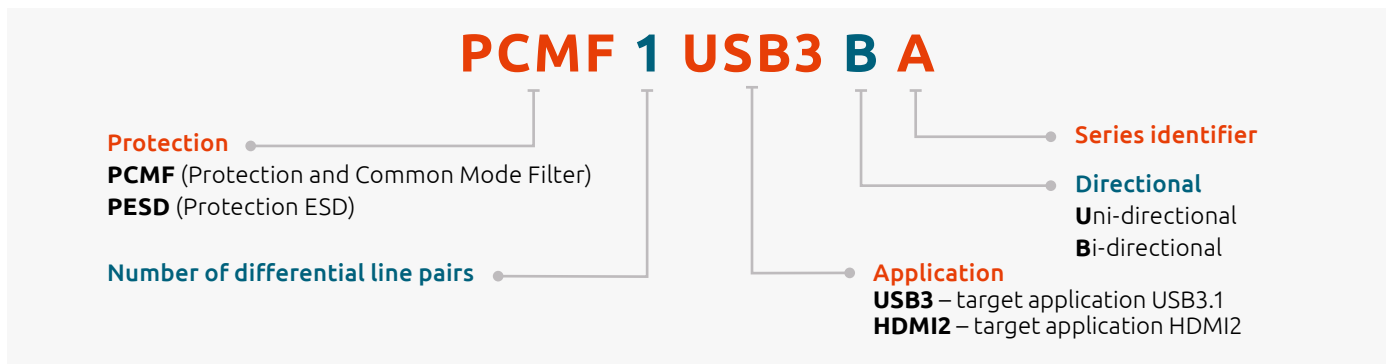 PCMF 1 USB3 B A
Protection
PCMF (Protection and Common Mode Filter)
PESD (Protection ESD)
Number of differential line pairs
Series identifier
Directional
Uni-directional
Bi-directional
Application
USB3 – target application USB3.1
HDMI2 – target application HDMI2